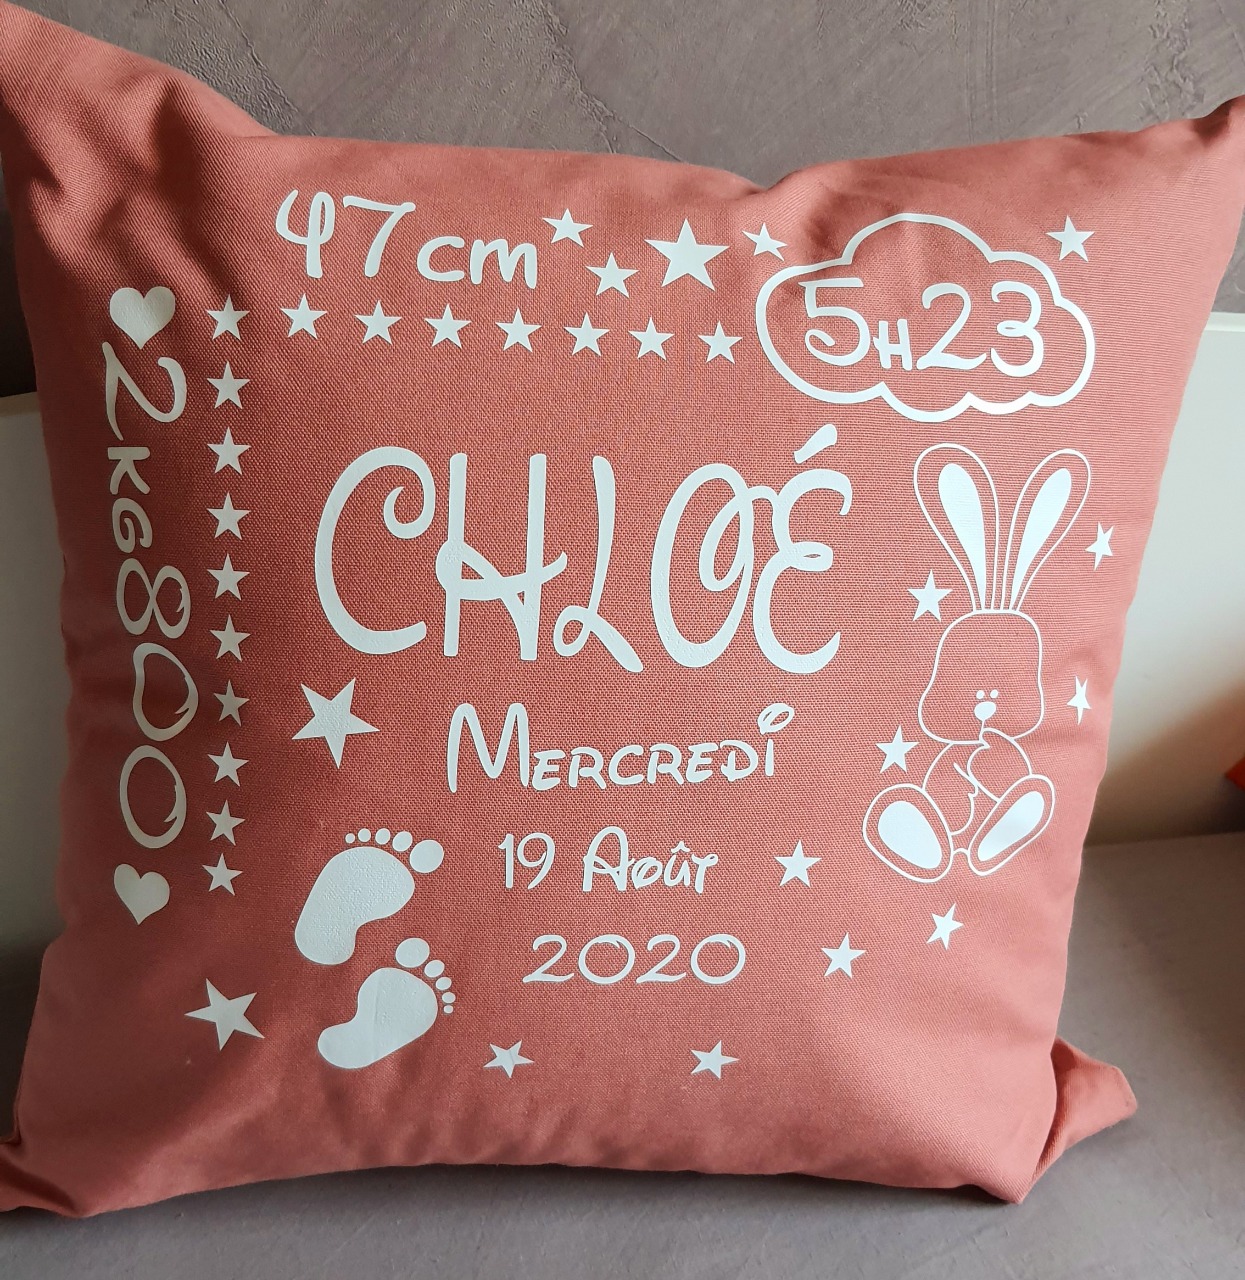 47 cm
5H23
2KG800
CHLOÉ
MERCREDI
19 Août
2020